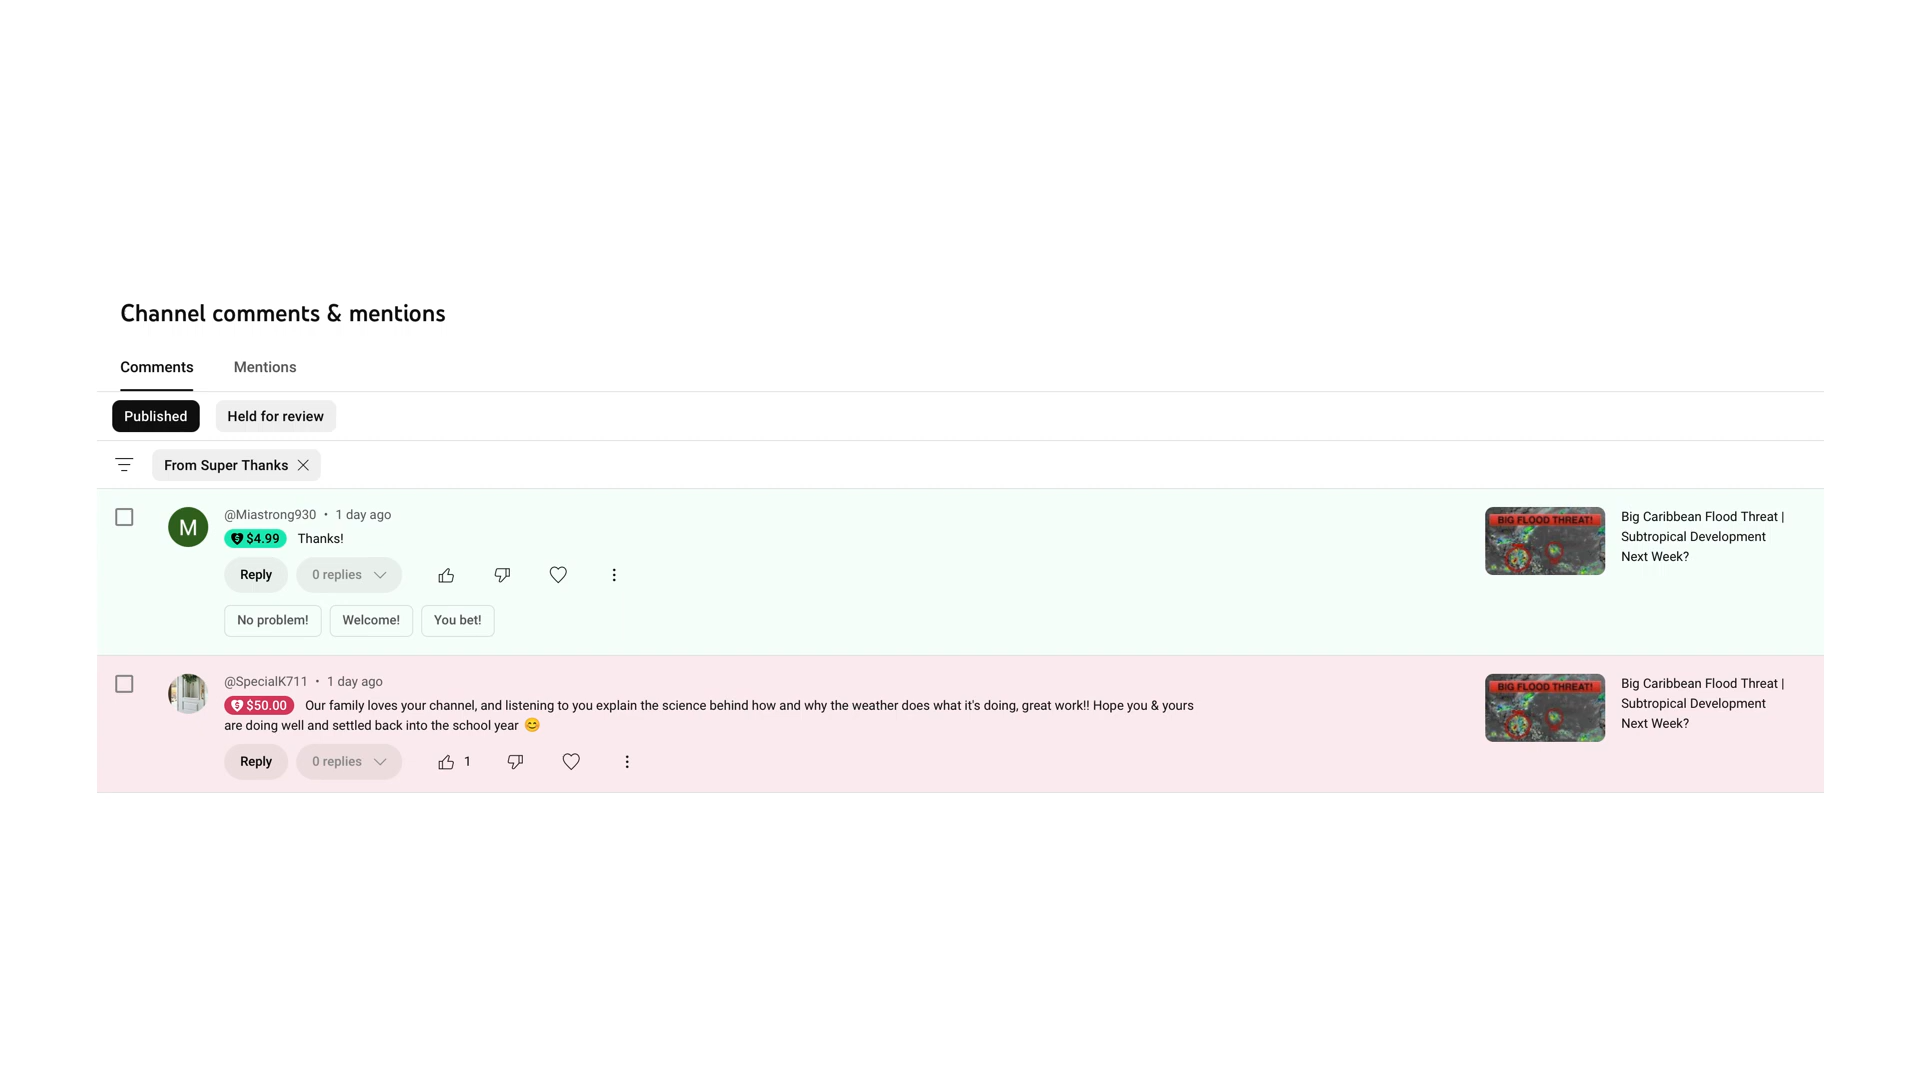 Channel comments & mentions
Comments
Mentions
Published
Held for review
From Super Thanks
M
@Miastrong930 • 1 day ago
$4.99 Thanks!
Reply
0 replies
No problem!
Welcome!
You bet!
BIG FLOOD THREAT!
Big Caribbean Flood Threat |
Subtropical Development
Next Week?
@SpecialK711 • 1 day ago
$50.00 Our family loves your channel, and listening to you explain the science behind how and why the weather does what it's doing, great work!! Hope you & yours
are doing well and settled back into the school year 😊
Reply
0 replies
1
BIG FLOOD THREAT!
Big Caribbean Flood Threat |
Subtropical Development
Next Week?